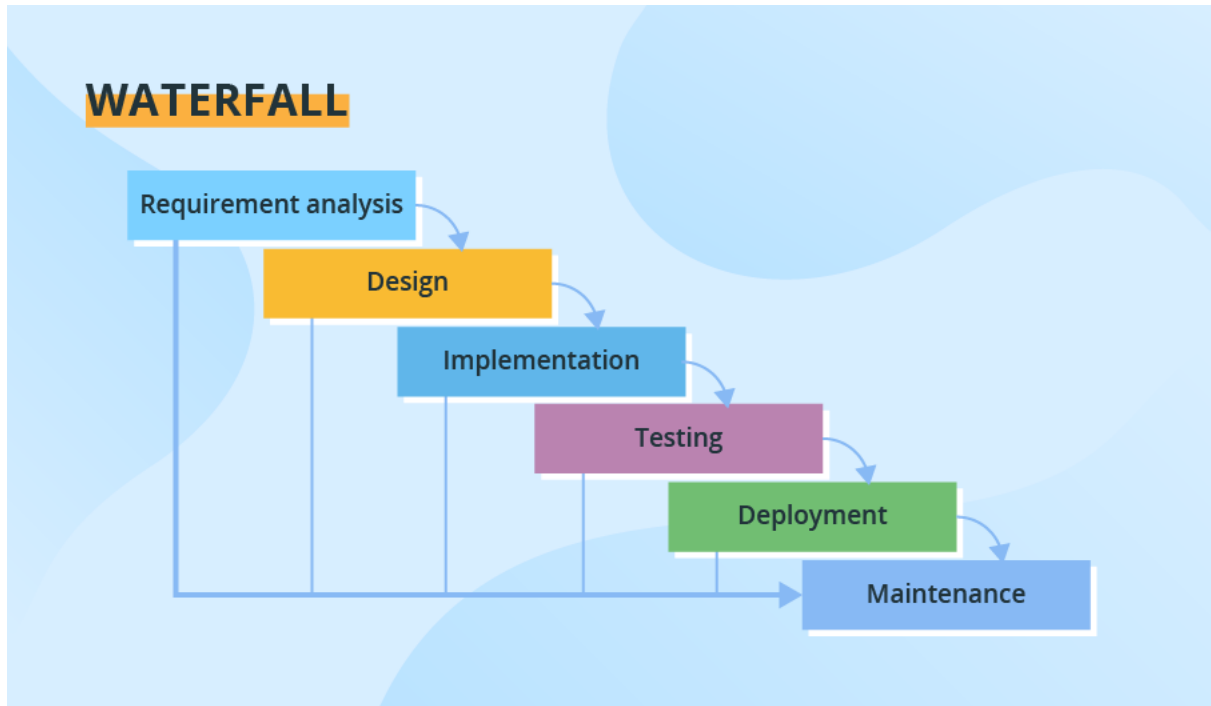 WATERFALL
Requirement analysis
Design
Implementation
Testing
Deployment
Maintenance